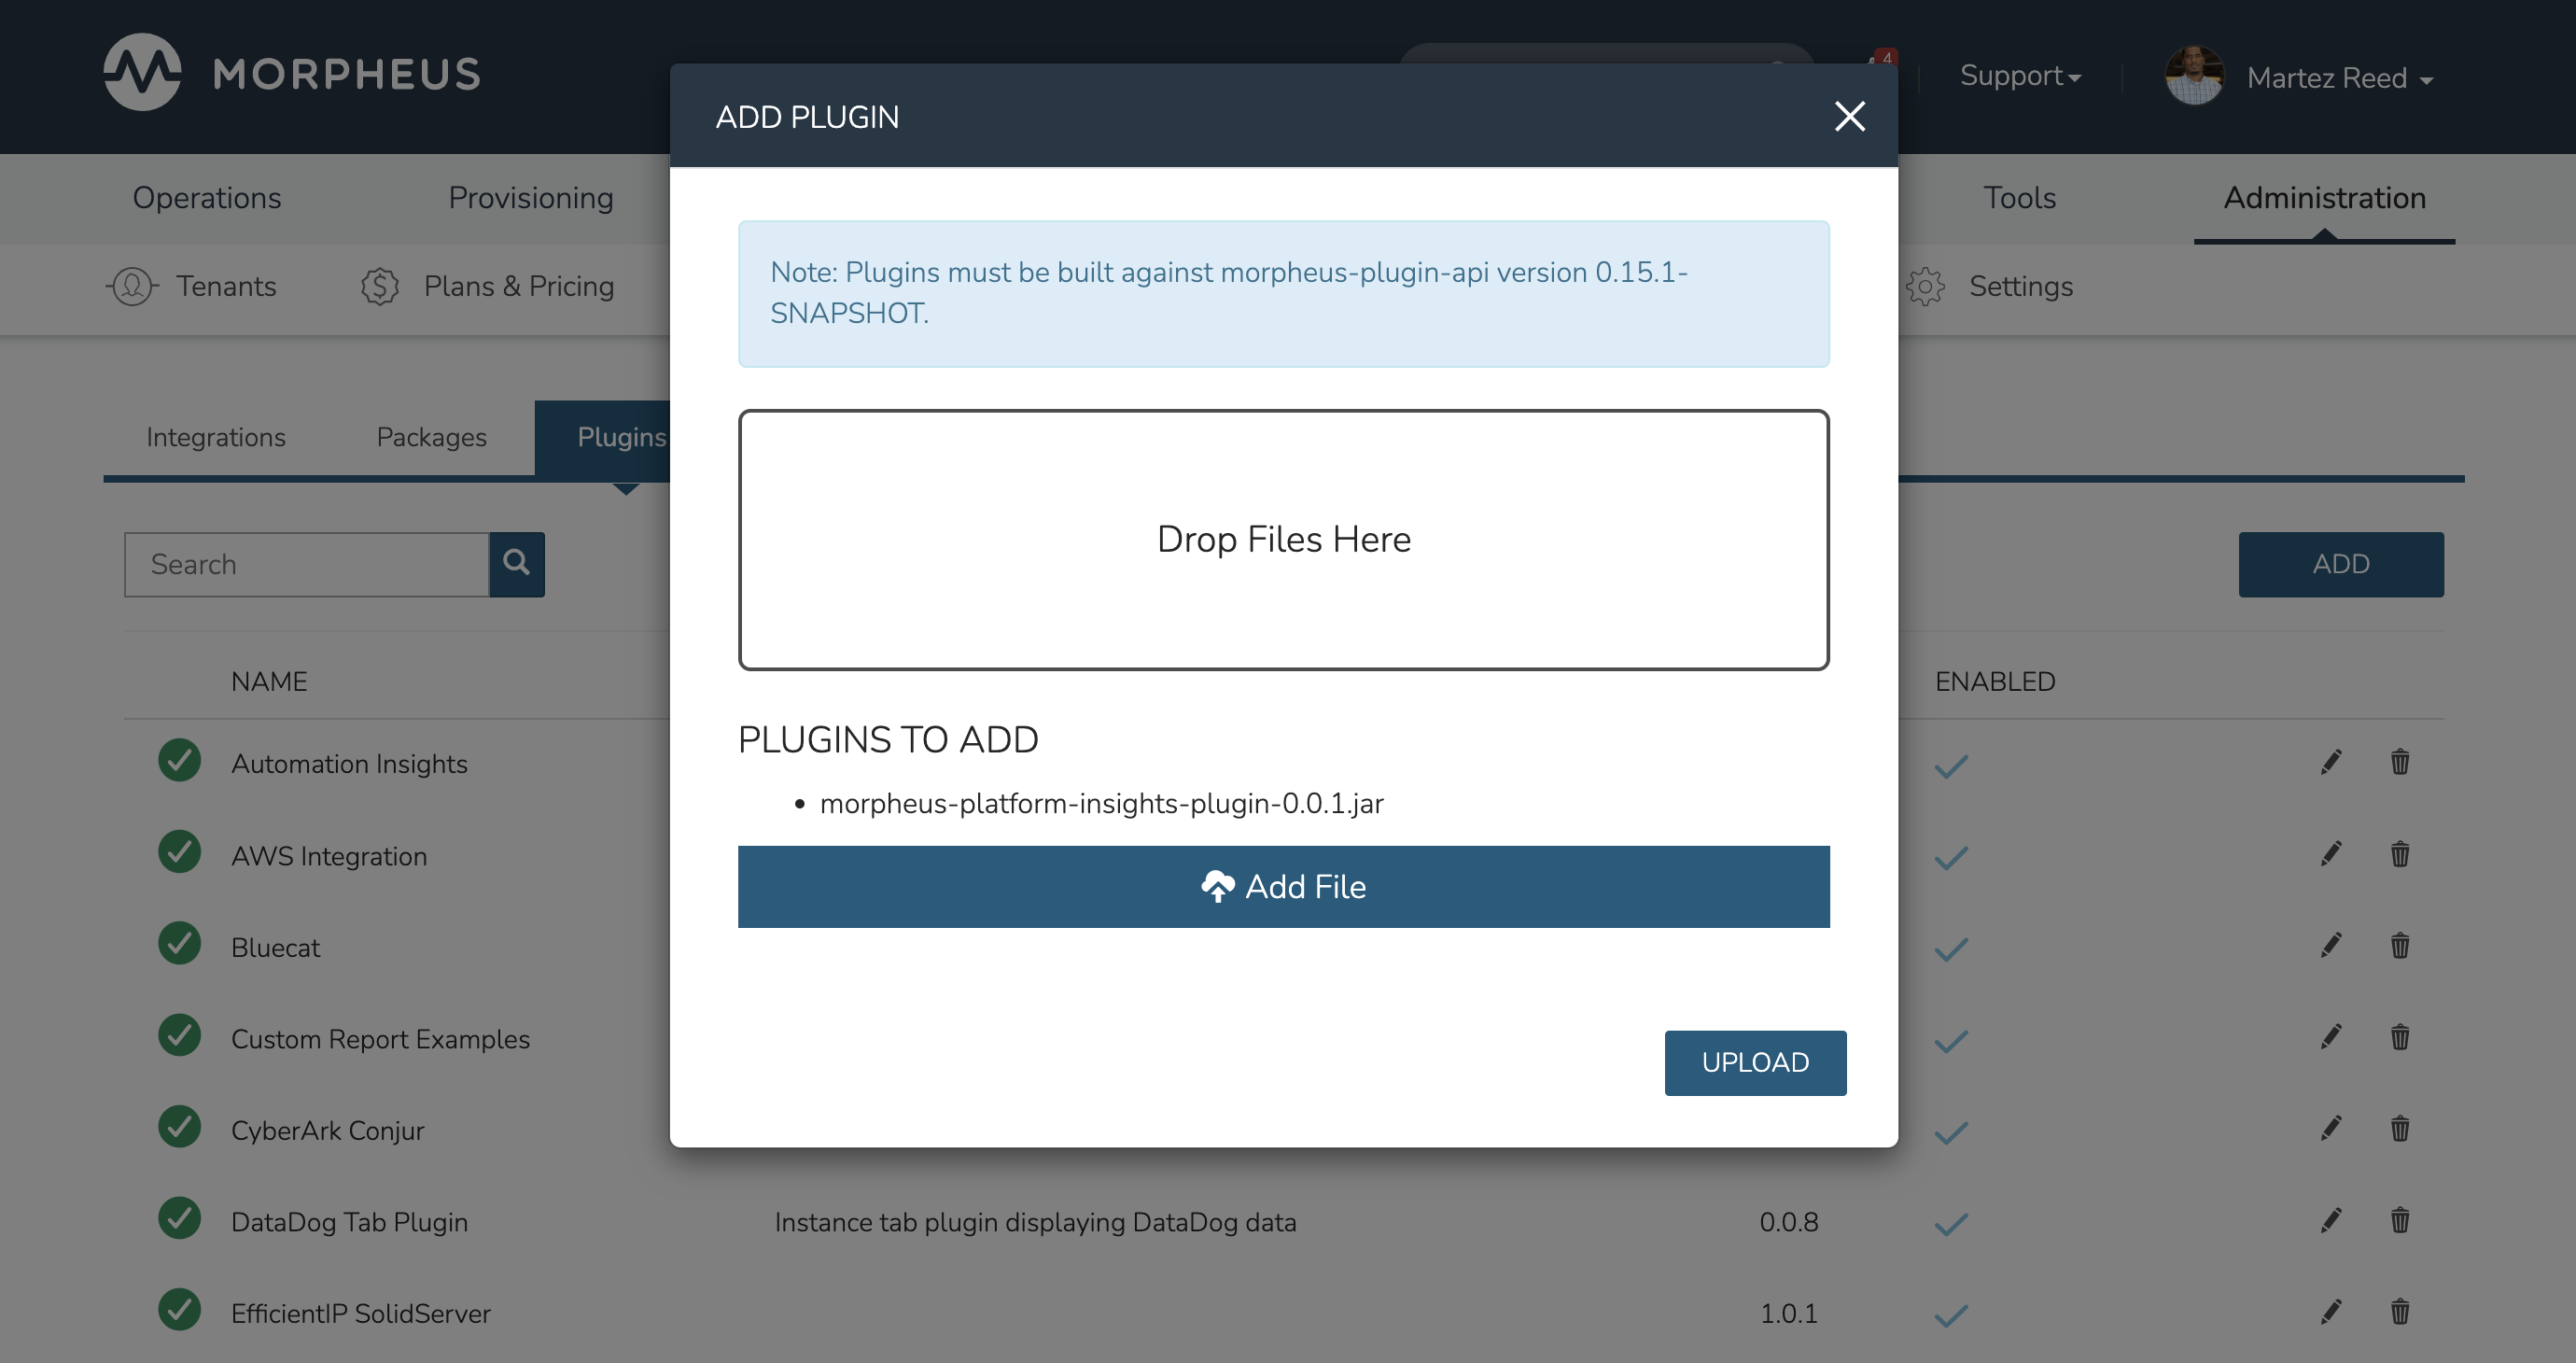 MORPHEUS
4
Support
Martez Reed
Operations
Provisioning
Tools
Administration
Tenants
Plans & Pricing
Settings
ADD PLUGIN
Note: Plugins must be built against morpheus-plugin-api version 0.15.1-
SNAPSHOT.
Integrations
Packages
Plugins
Drop Files Here
Search
ADD
NAME
ENABLED
PLUGINS TO ADD
• morpheus-platform-insights-plugin-0.0.1.jar
Add File
UPLOAD
Automation Insights
AWS Integration
Bluecat
Custom Report Examples
CyberArk Conjur
DataDog Tab Plugin Instance tab plugin displaying DataDog data 0.0.8
EfficientIP SolidServer 1.0.1